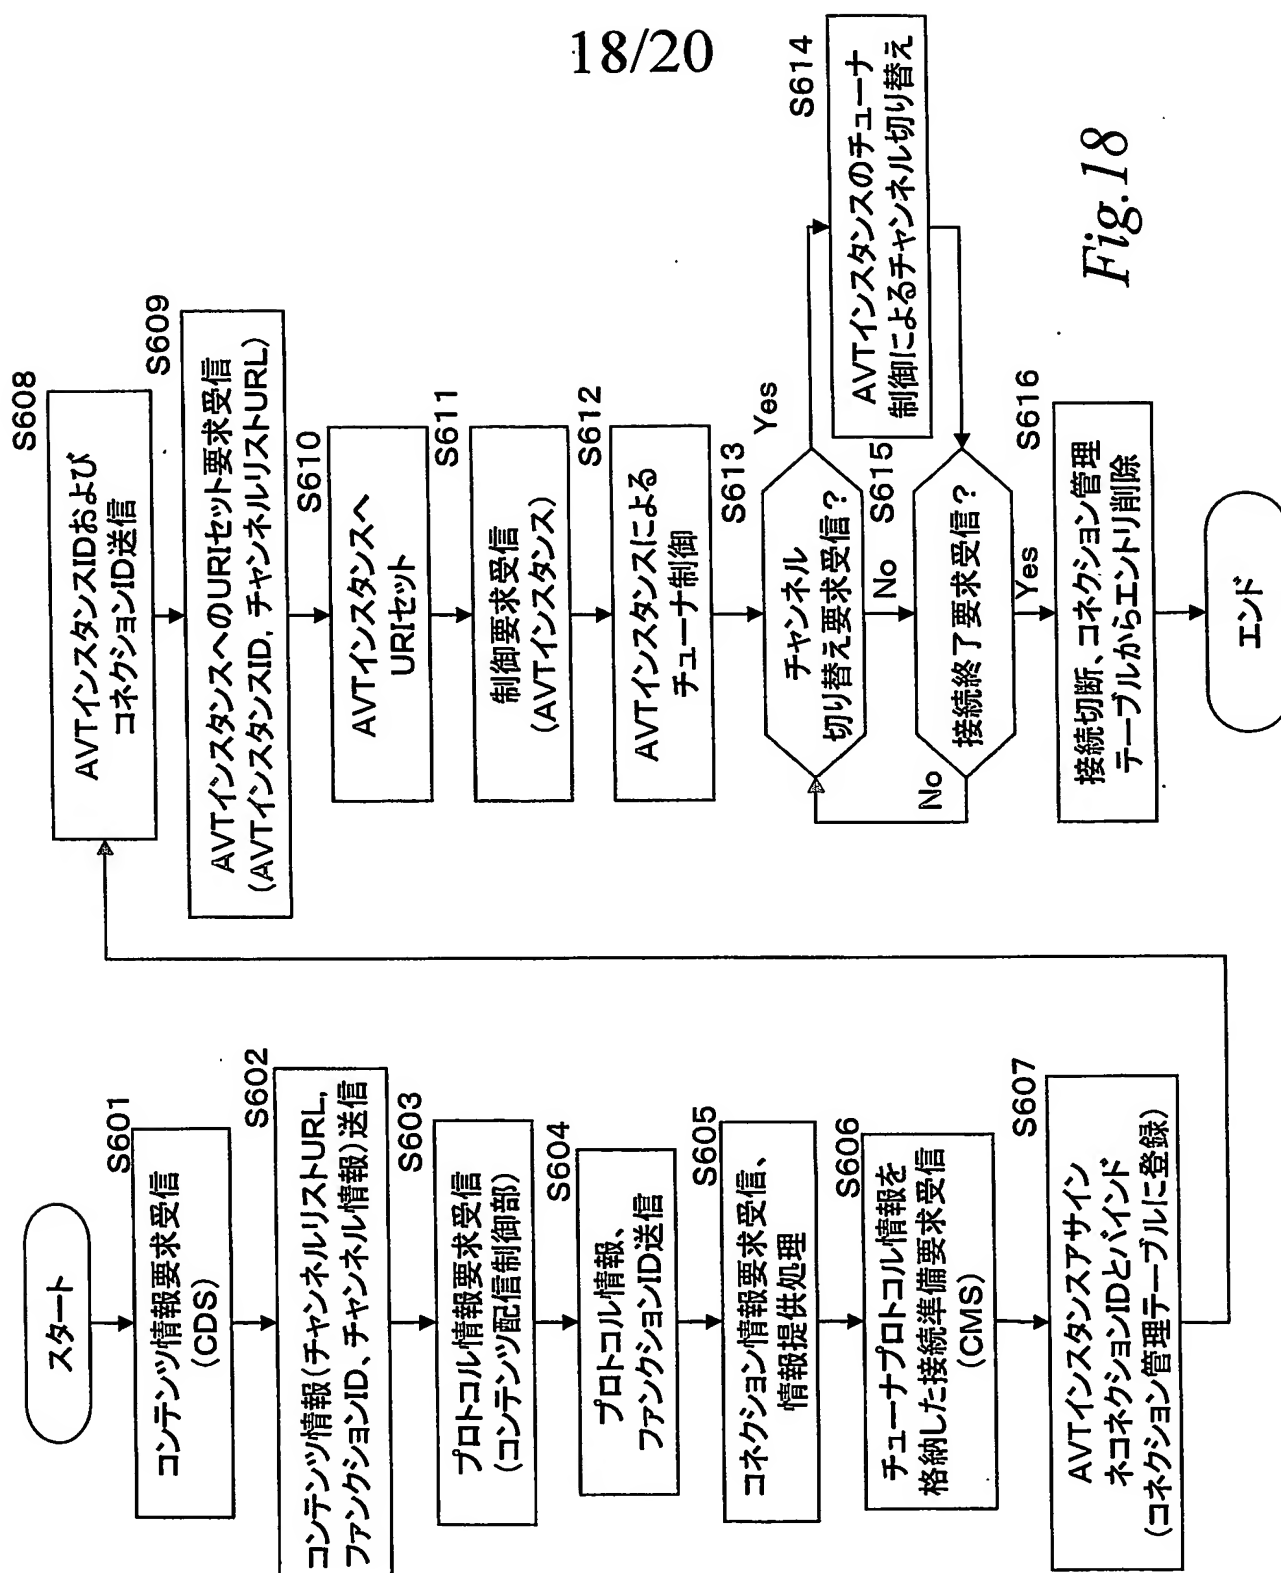 18/20
スタート
S601
コンテンツ情報要求受信
(CDS)
S602
コンテンツ情報(チャンネルリストURL,
ファンクションID、チャンネル情報)送信
S603
プロトコル情報要求受信
(コンテンツ配信制御部)
S604
プロトコル情報、
ファンクションID送信
S605
コネクション情報要求受信、
情報提供処理
S606
チューナプロトコル情報を
格納した接続準備要求受信
(CMS)
S607
AVTインスタンスアサイン
ネコネクションIDとバインド
(コネクション管理テーブルに登録)
S608
AVTインスタンスIDおよび
コネクションID送信
S609
AVTインスタンスへのURIセット要求受信
(AVTインスタンスID, チャンネルリストURL)
S610
AVTインスタンスへ
URIセット
S611
制御要求受信
(AVTインスタンス)
S612
AVTインスタンスによる
チューナ制御
S613
チャンネル
切り替え要求受信?
Yes
No
S614
AVTインスタンスのチューナ
制御によるチャンネル切り替え
S615
接続終了要求受信?
No
Yes
S616
接続切断、コネクション管理
テーブルからエントリ削除
エンド
Fig.18